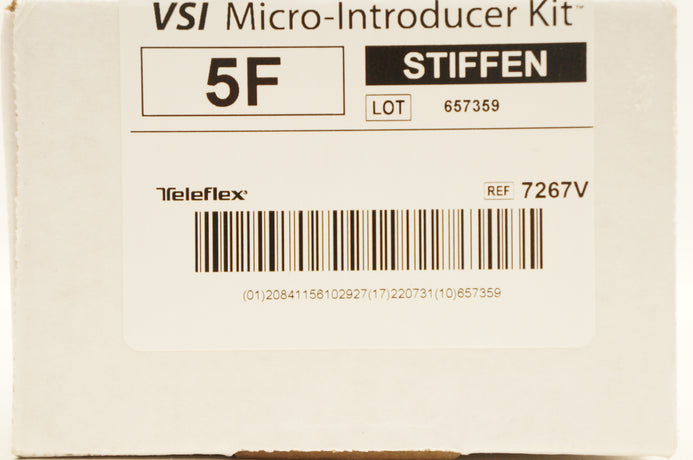 VSI Micro-Introducer Kit™
5F
STIFFEN
LOT 657359
Teleflex®
REF 7267V
(01)20841156102927(17)220731(10)657359